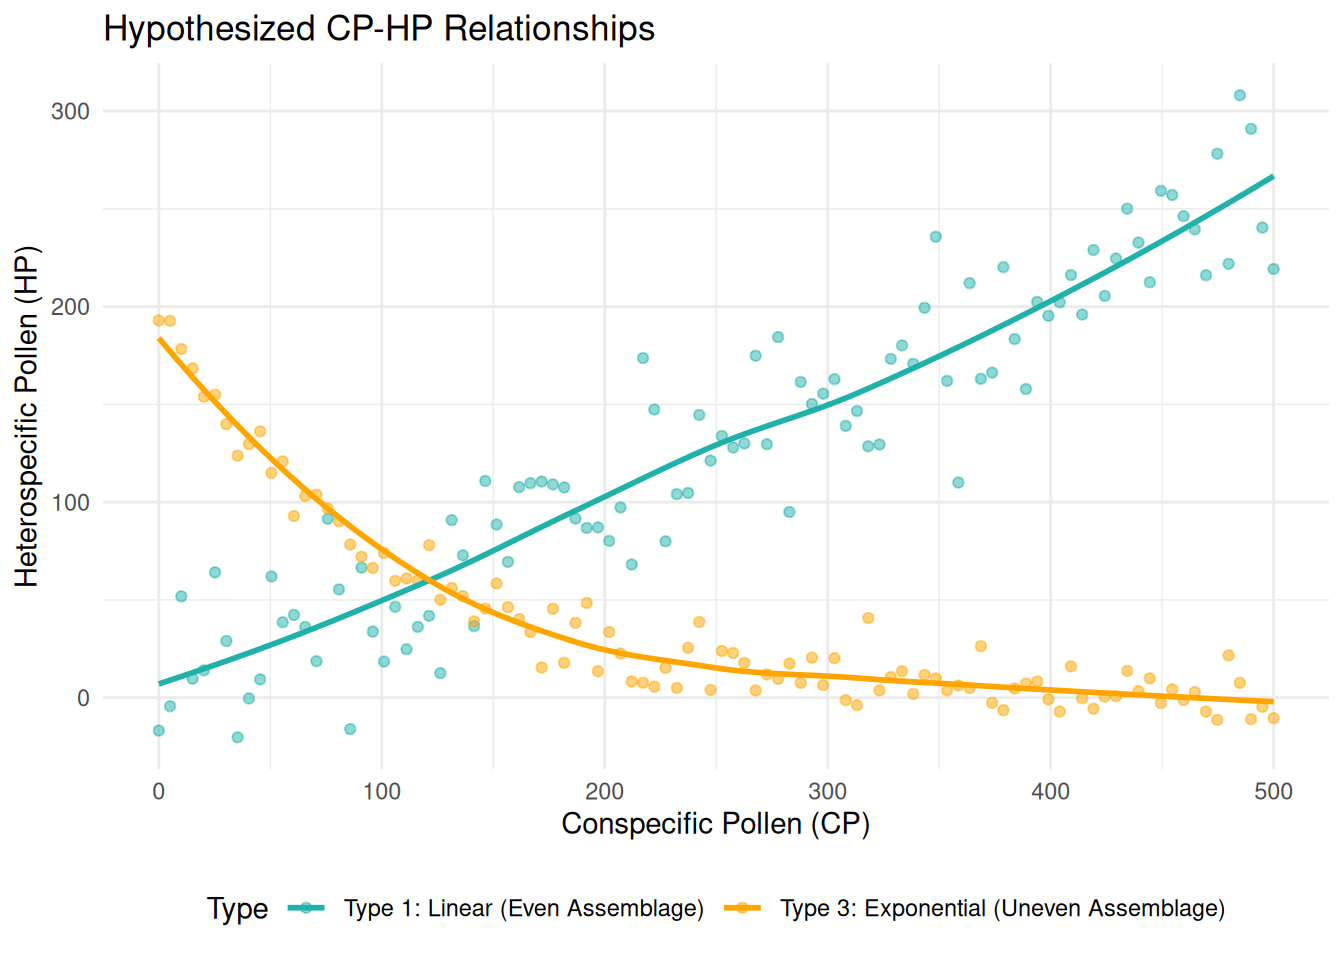 Hypothesized CP-HP Relationships
Heterospecific Pollen (HP)
300
200
100
0
0 100 200 300 400 500
Conspecific Pollen (CP)
Type Type 1: Linear (Even Assemblage) Type 3: Exponential (Uneven Assemblage)